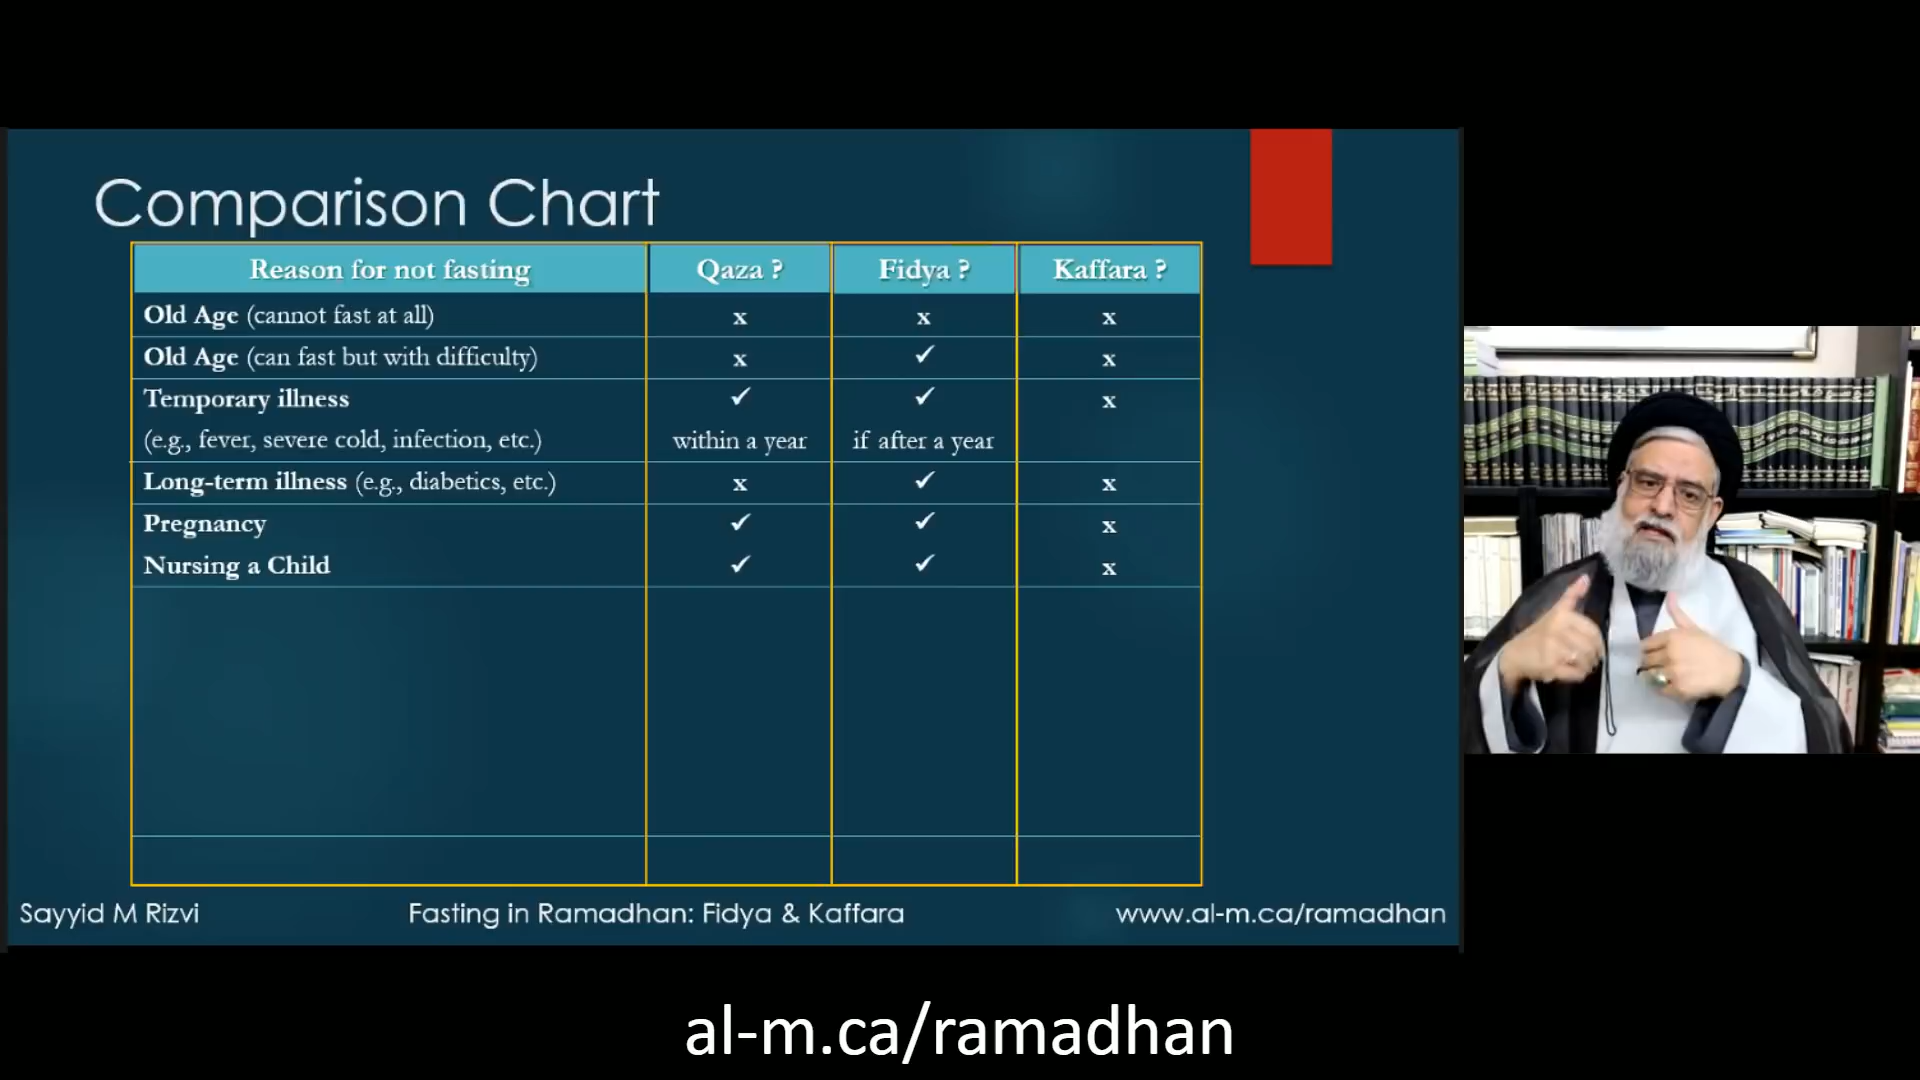 Comparison Chart
Reason for not fasting Qaza ? Fidya ? Kaffara ?
Old Age (cannot fast at all) x x x
Old Age (can fast but with difficulty) x ✓ x
Temporary illness ✓ ✓ x
(e.g., fever, severe cold, infection, etc.) within a year if after a year
Long-term illness (e.g., diabetics, etc.) x ✓ x
Pregnancy ✓ ✓ x
Nursing a Child ✓ ✓ x
Sayyid M Rizvi Fasting in Ramadhan: Fidya & Kaffara www.al-m.ca/ramadhan
al-m.ca/ramadhan